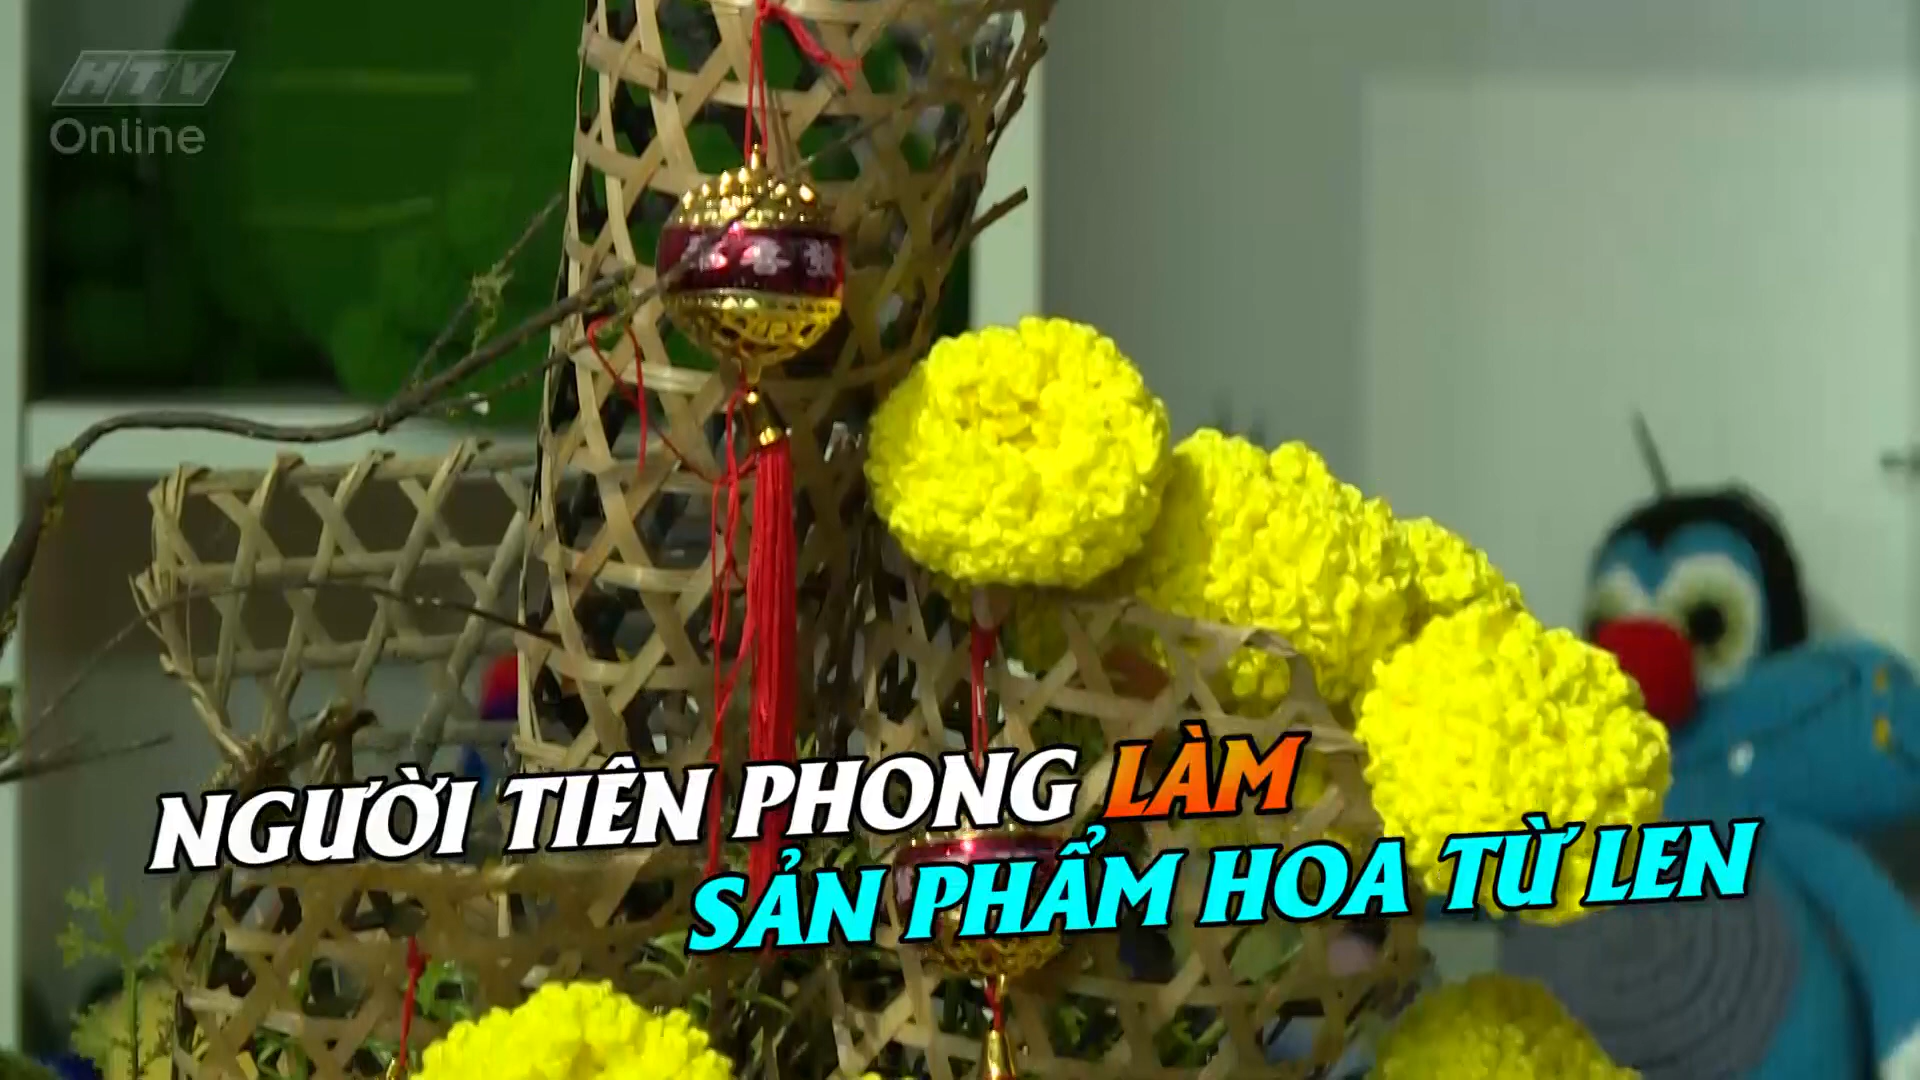 HTV
Online
NGƯỜI TIÊN PHONG LÀM
SẢN PHẨM HOA TỪ LEN